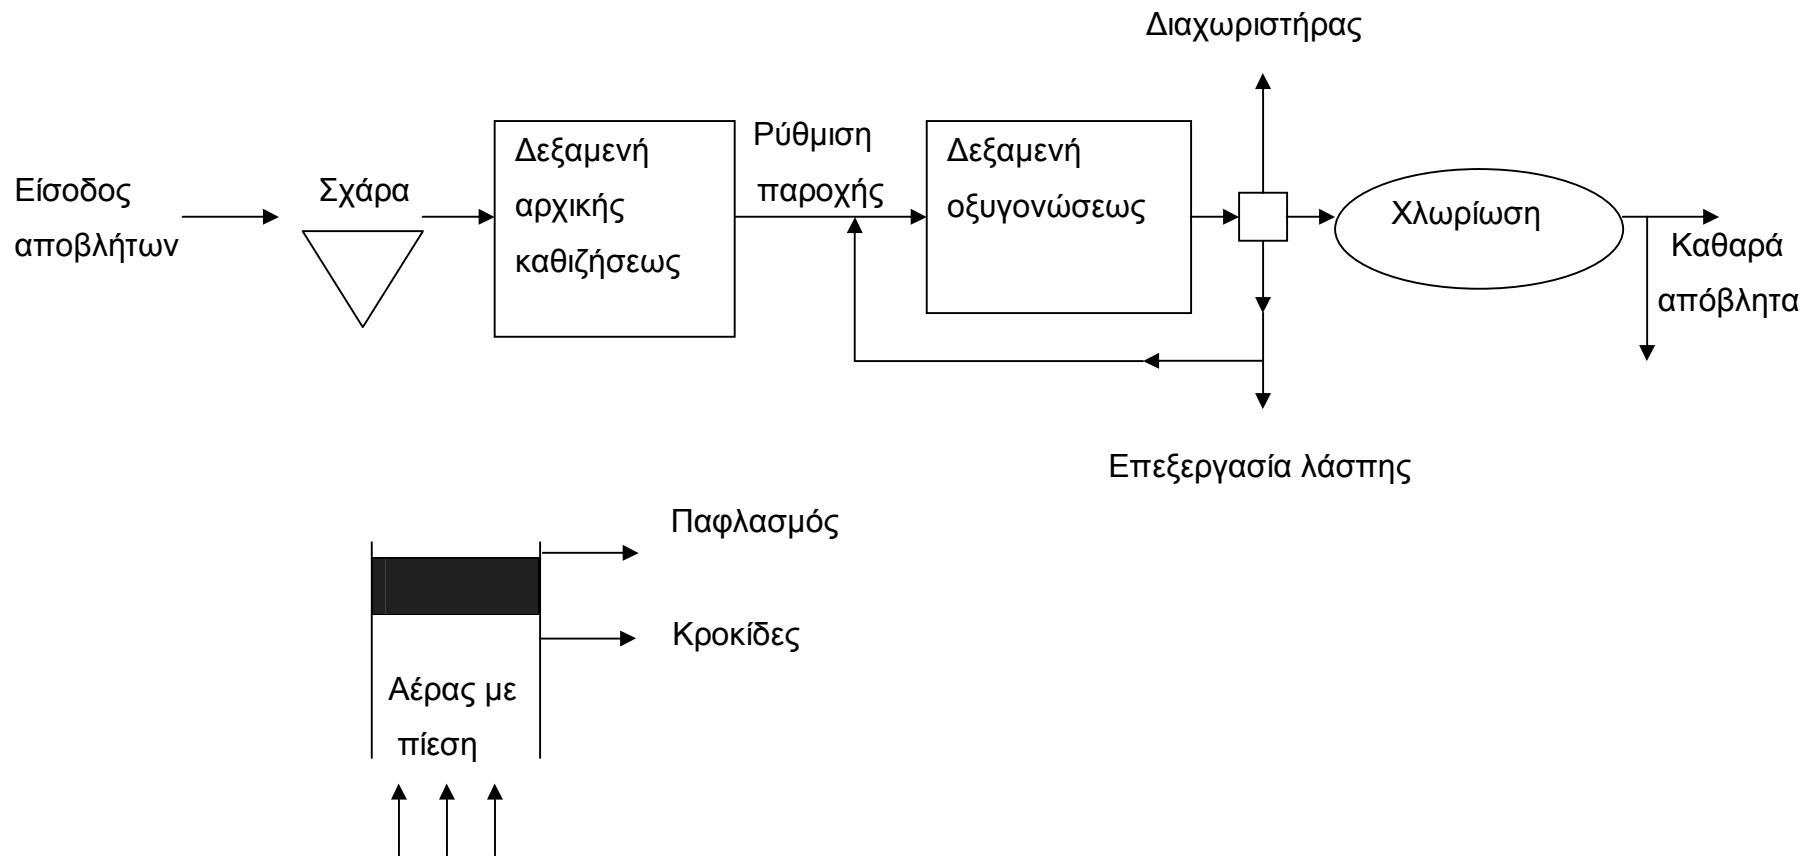 Διαχωριστήρας
Είσοδος
αποβλήτων
Σχάρα
Δεξαμενή
αρχικής
καθιζήσεως
Ρύθμιση
παροχής
Δεξαμενή
οξυγονώσεως
Χλωρίωση
Καθαρά
απόβλητα
Επεξεργασία λάσπης
Παφλασμός
Κροκίδες
Αέρας με
πίεση